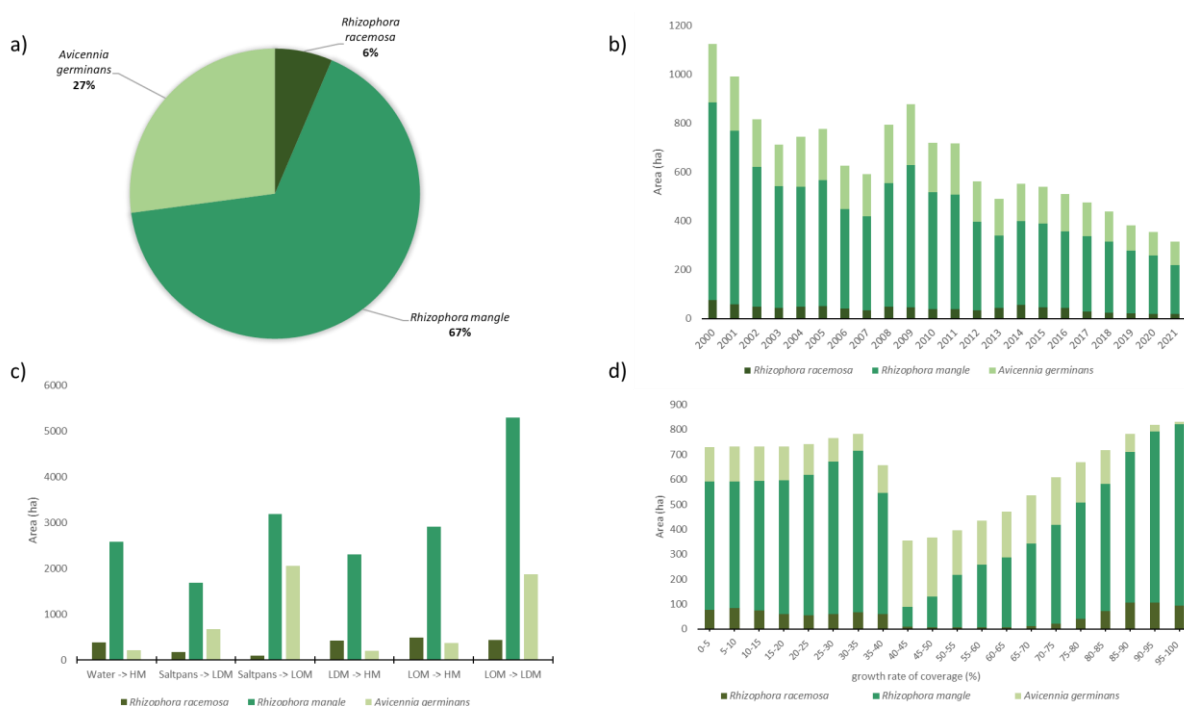 a)
Rhizophora
racemosa
6%
Avicennia
germinans
27%
Rhizophora mangle
67%
b)
1200
1000
800
600
400
200
0
Area (ha)
2000 2001 2002 2003 2004 2005 2006 2007 2008 2009 2010 2011 2012 2013 2014 2015 2016 2017 2018 2019 2020 2021
Rhizophora racemosa Rhizophora mangle Avicennia germinans
c)
6000
5000
4000
3000
2000
1000
0
Area (ha)
Water -> HM Saltpans -> LDM Saltpans -> LOM LDM -> HM LOM -> HM LOM -> LDM
Rhizophora racemosa Rhizophora mangle Avicennia germinans
d)
900
800
700
600
500
400
300
200
100
0
Area (ha)
0-5 5-10 10-15 15-20 20-25 25-30 30-35 35-40 40-45 45-50 50-55 55-60 60-65 65-70 70-75 75-80 80-85 85-90 90-95 95-100
growth rate of coverage (%)
Rhizophora racemosa Rhizophora mangle Avicennia germinans